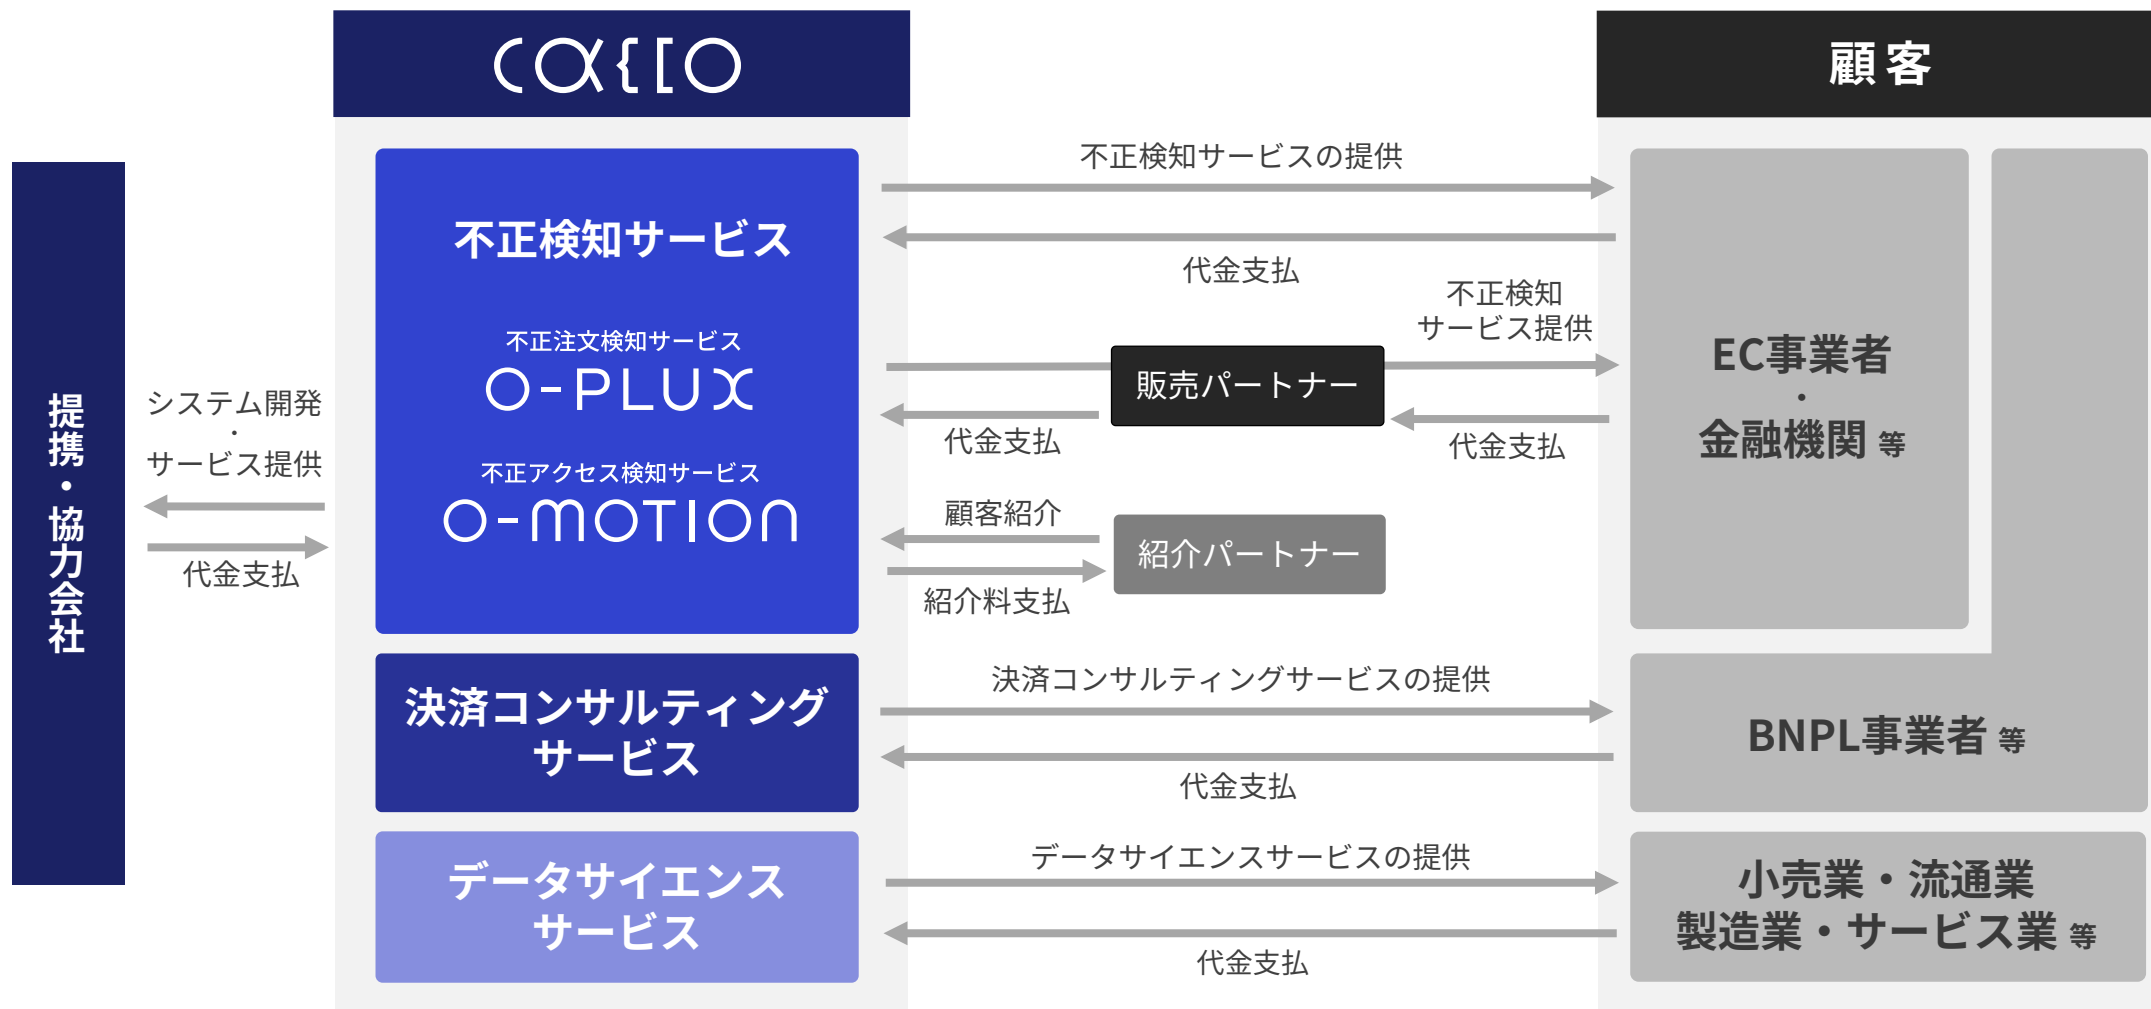 cacco
顧客
提携・協力会社
システム開発
・
サービス提供
代金支払
不正検知サービス
不正注文検知サービス
O-PLUX
不正アクセス検知サービス
O-MOTION
決済コンサルティング
サービス
データサイエンス
サービス
不正検知サービスの提供
代金支払
不正検知
サービス提供
販売パートナー
代金支払
代金支払
顧客紹介
紹介パートナー
紹介料支払
決済コンサルティングサービスの提供
代金支払
データサイエンスサービスの提供
代金支払
EC事業者
・
金融機関 等
BNPL事業者 等
小売業・流通業
製造業・サービス業 等